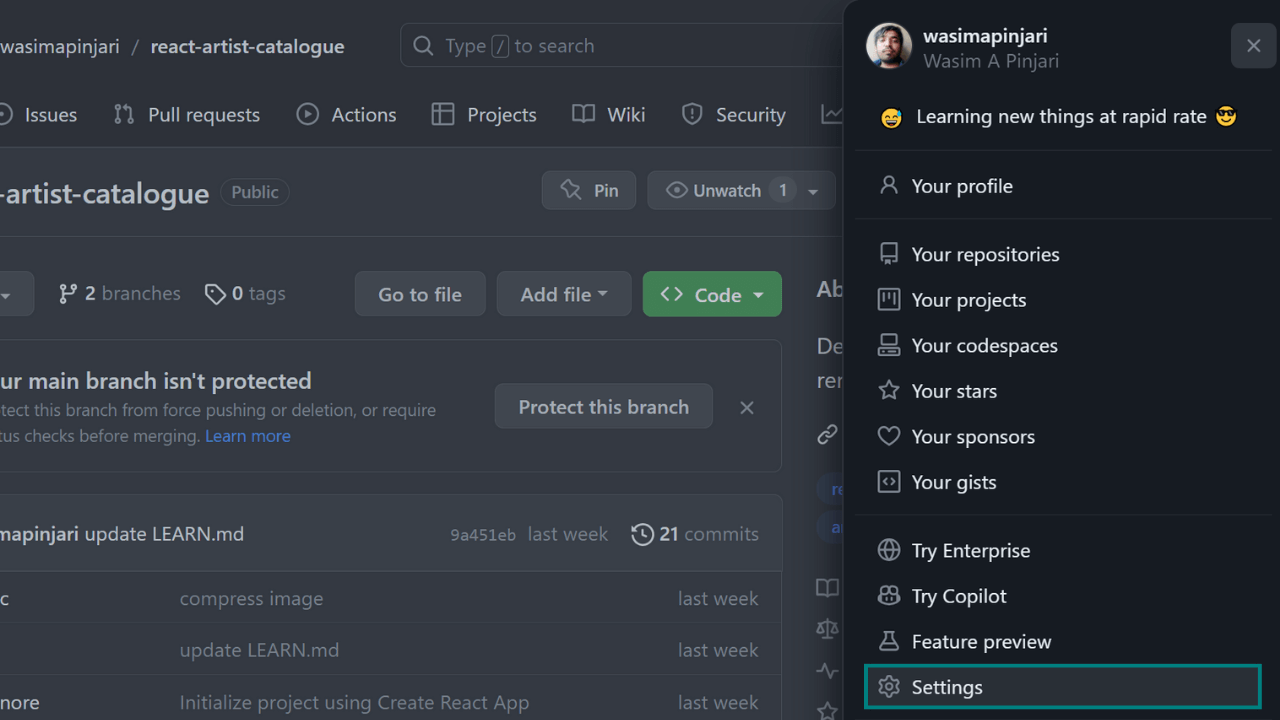 wasimapinjari / react-artist-catalogue
Type / to search
Issues
Pull requests
Actions
Projects
Wiki
Security
-artist-catalogue
Public
Pin
Unwatch 1
2 branches
0 tags
Go to file
Add file
Code
Ab
ur main branch isn't protected
tect this branch from force pushing or deletion, or require
tus checks before merging. Learn more
Protect this branch
De
rer
re
a
mapinjari update LEARN.md
9a451eb last week
21 commits
c
compress image
last week
update LEARN.md
last week
nore
Initialize project using Create React App
last week
wasimapinjari
Wasim A Pinjari
😅 Learning new things at rapid rate 😎
Your profile
Your repositories
Your projects
Your codespaces
Your stars
Your sponsors
Your gists
Try Enterprise
Try Copilot
Feature preview
Settings